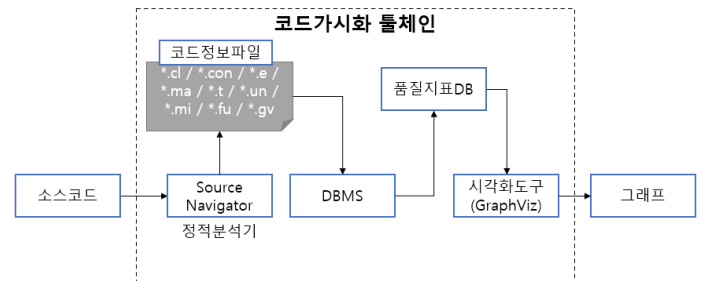 코드가시화 툴체인
코드정보파일
*.cl / *.con / *.e /
*.ma / *.t / *.un /
*.mi / *.fu / *.gv
품질지표DB
소스코드
Source
Navigator
정적분석기
DBMS
시각화도구
(GraphViz)
그래프